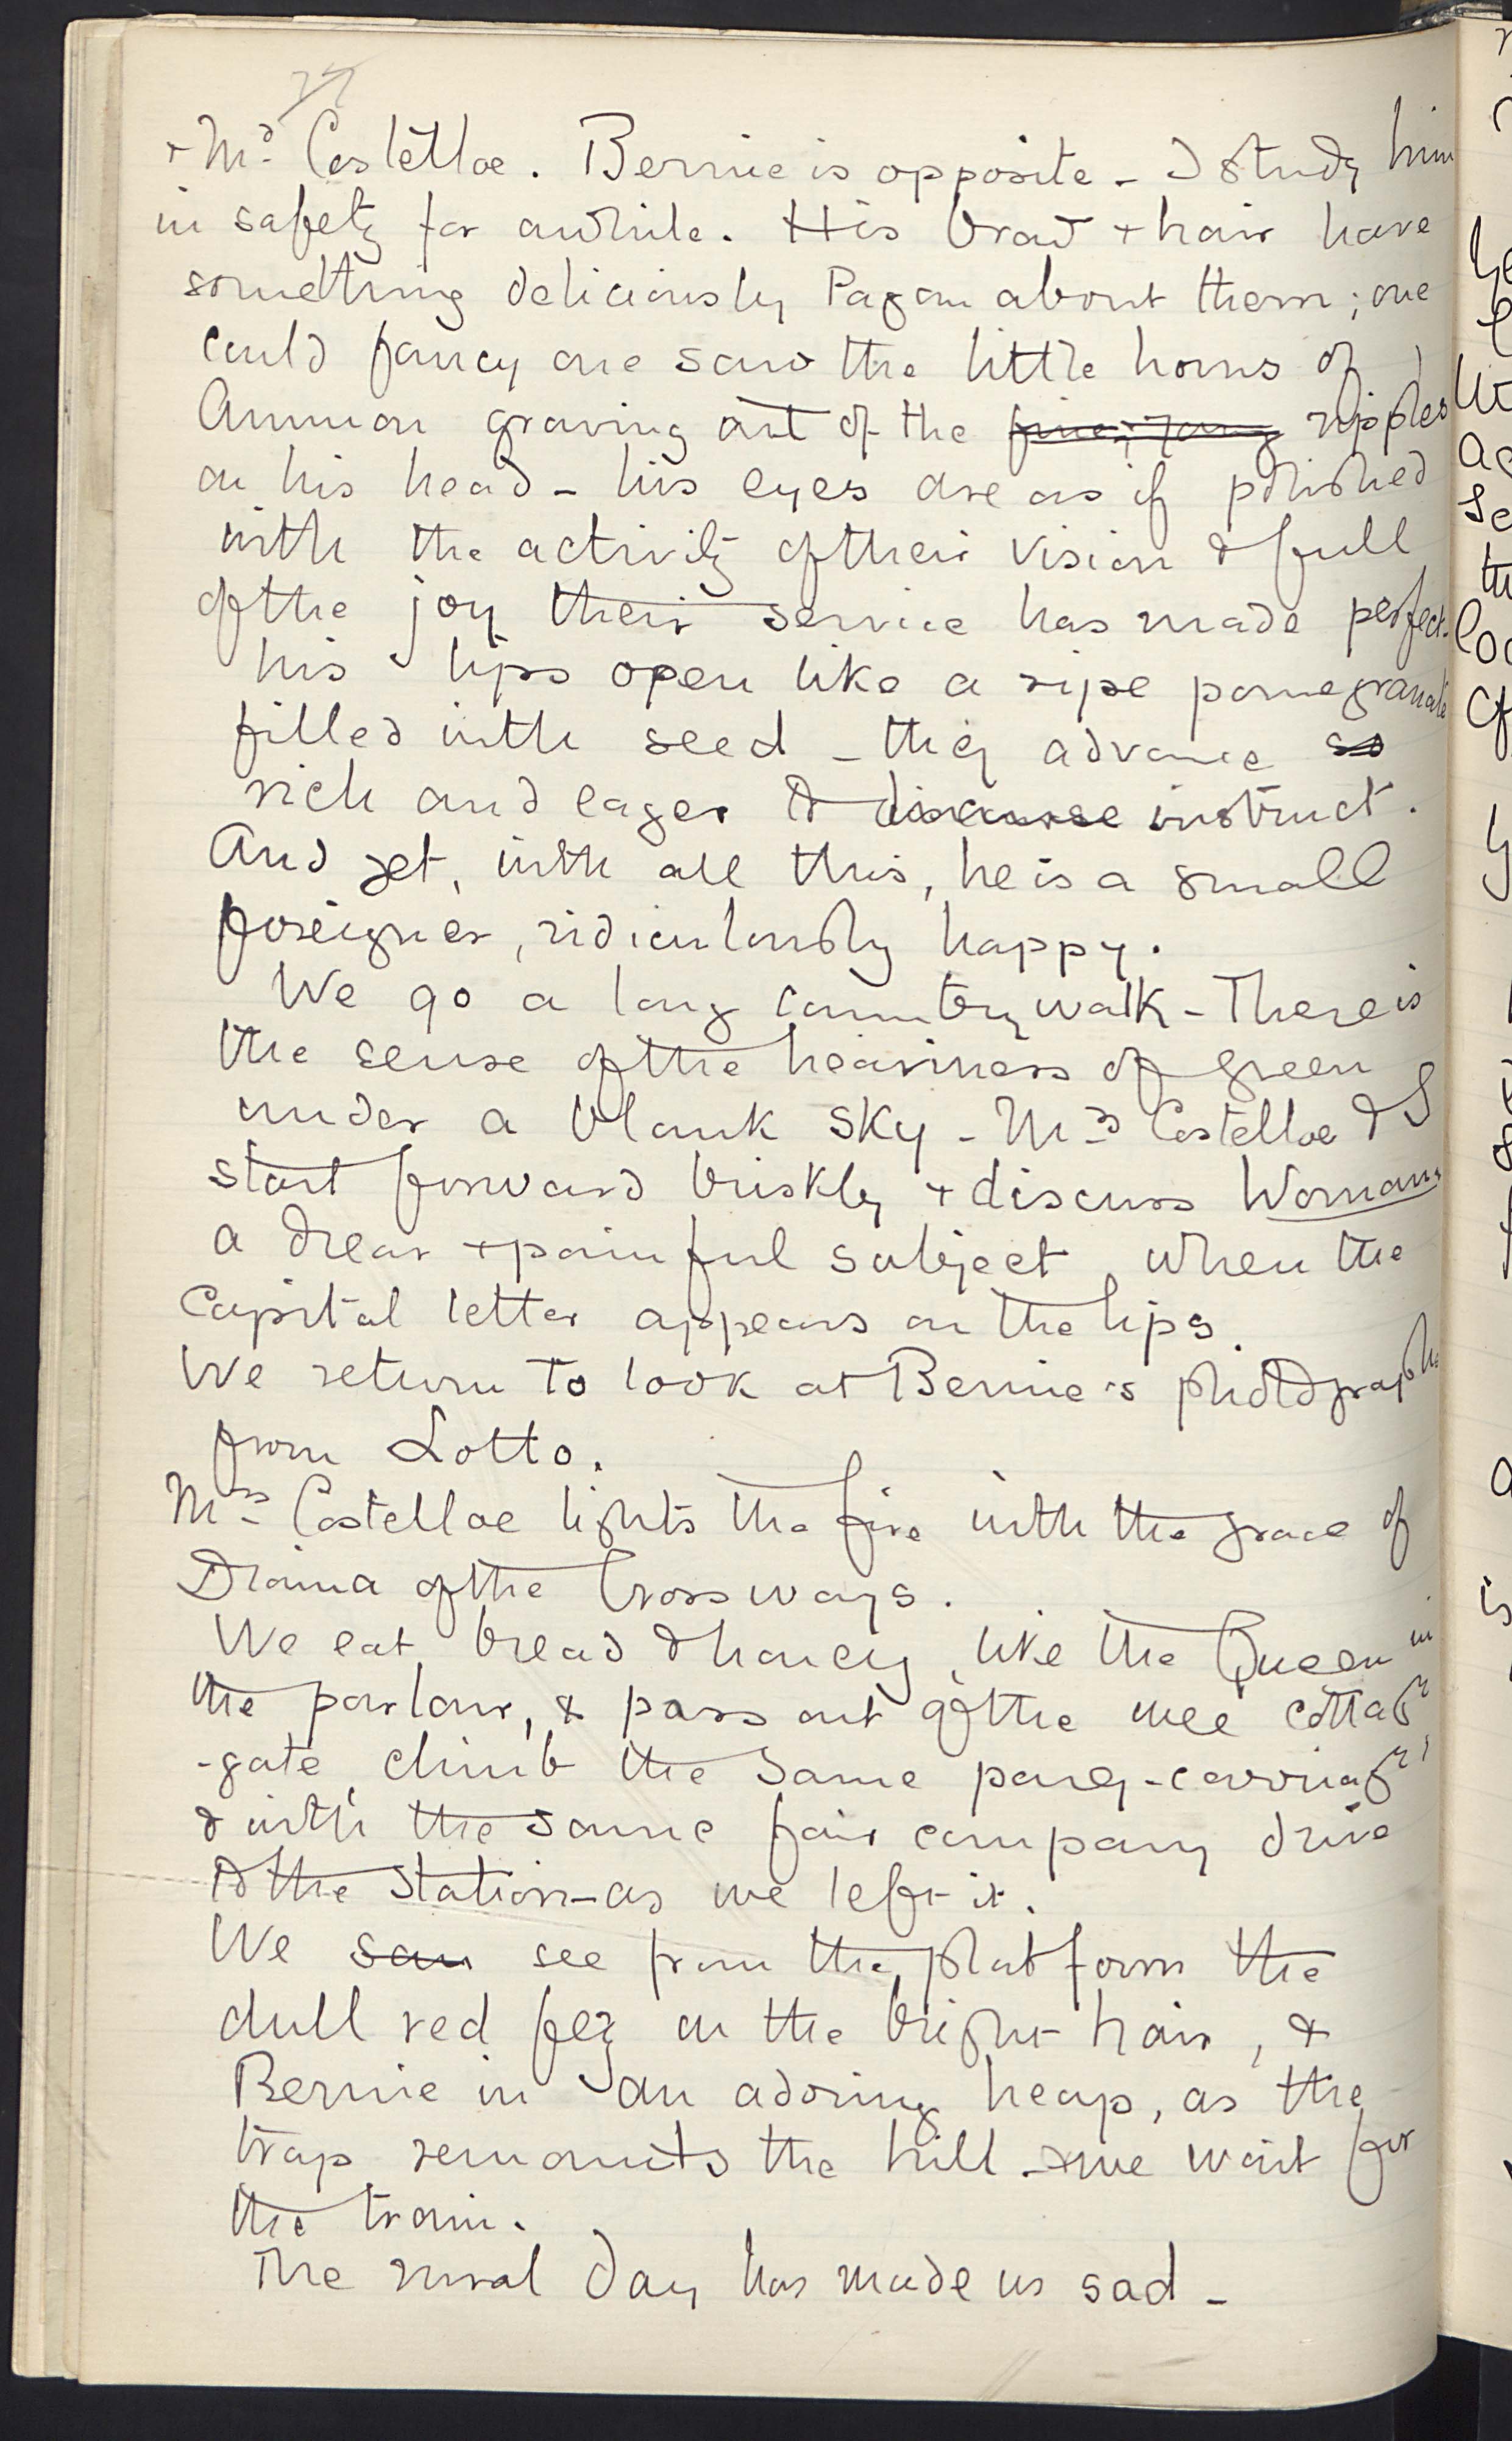 27
+ Mrs Costelloe. Bernie is opposite - I study him
in safety for awhile. His brow + hair have
something deliciously Pagan about them; one
could fancy one saw the little horns of
Ammon growing out of the ripples
on his head - his eyes are as if polished
with the activity of their vision & full
of the joy their service has made perfect.
his lips open like a ripe pomegranate
filled with seed - they advance so
rich and eager to discourse instruct.
And yet, with all this, he is a small
foreigner, ridiculously happy.
We go a long country walk - There is
the sense of the heaviness of green
under a blank sky - Mrs Costelloe & I
start forward briskly + discuss Woman,
a drear + painful subject, when the
Capital letter appears on the lips.
We return to look at Bernie's photographs
from Lotto.
Mrs Costelloe lights the fire with the grace of
Diana of the Crossways.
We eat bread & honey, like the Queen in
the parlour, & pass out of the wee cottage
-gate, climb the same pony-carriage,
& with the same fair company drive
to the station - as we left it.
We saw see from the platform the
dull red fez on the bright hair, &
Bernie in an adoring heap, as the
trap remounts the hill - & we wait for
the train.
The rural day has made us sad -